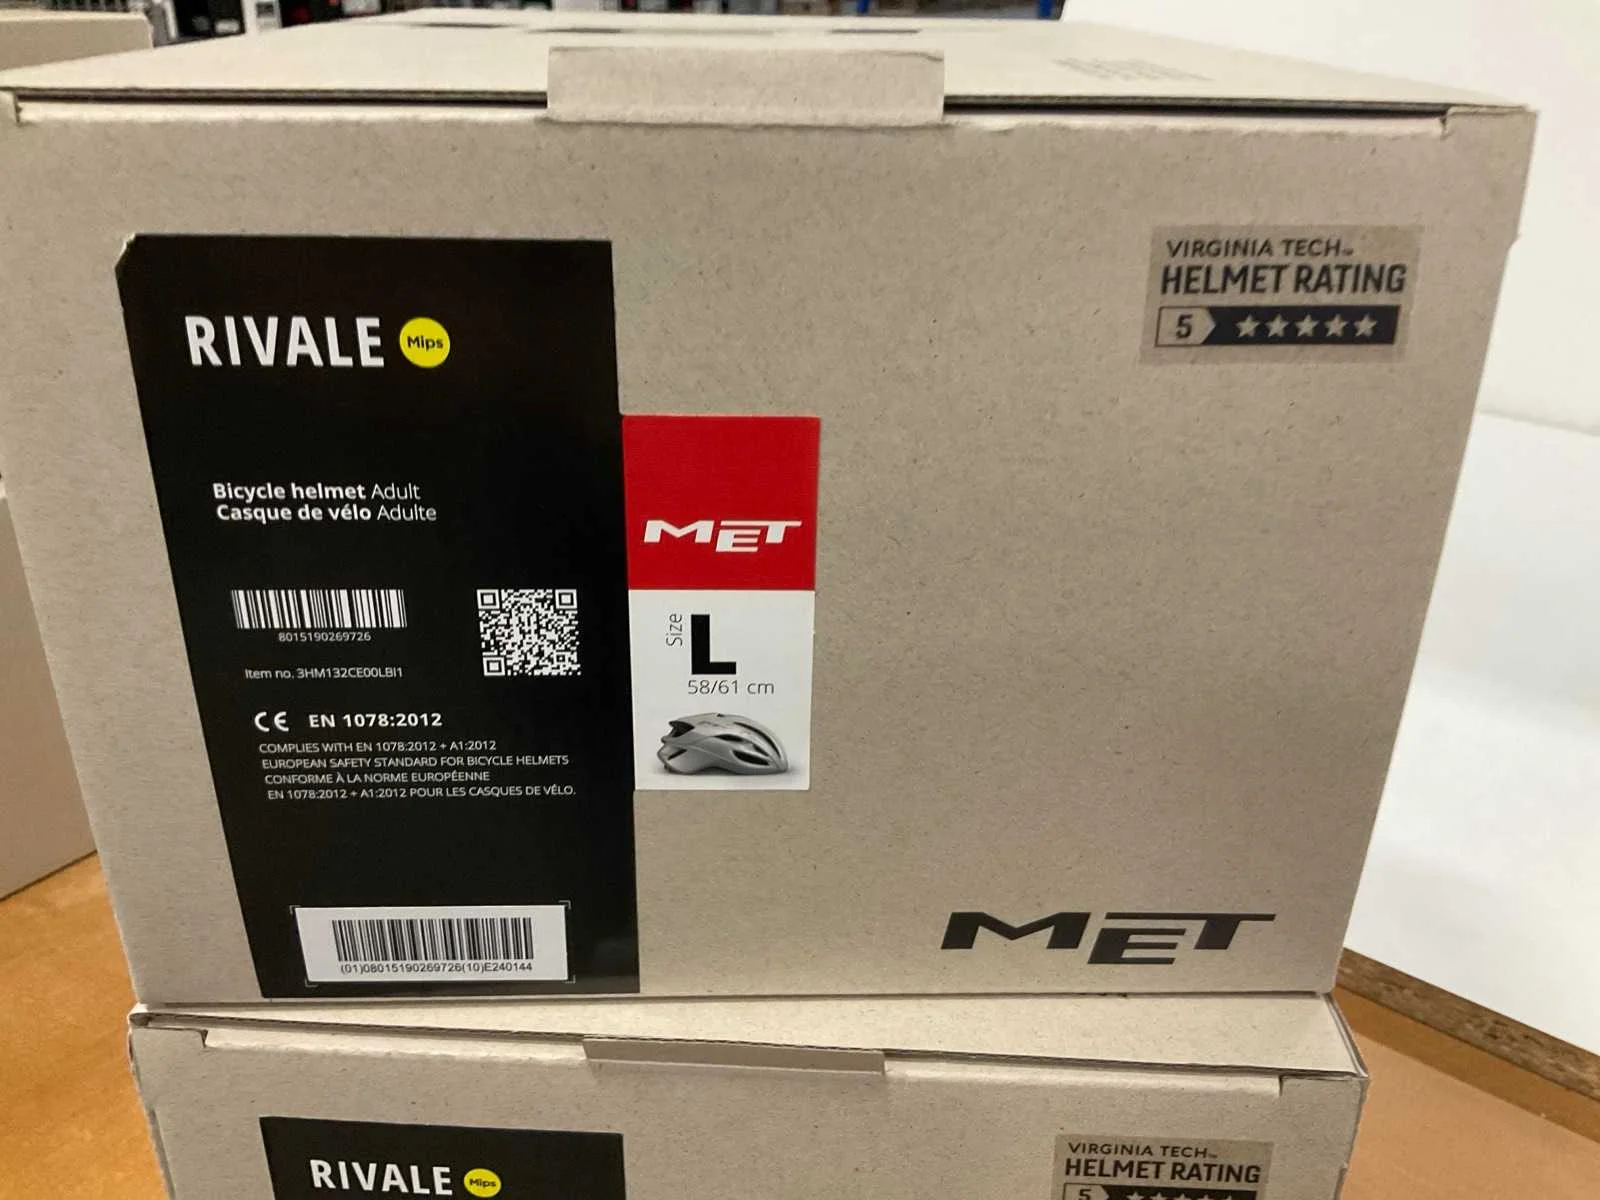 RIVALE Mips
Bicycle helmet Adult
Casque de vélo Adulte
8015190269726
Item no. 3HM132CE00LBI1
CE EN 1078:2012
COMPLIES WITH EN 1078:2012 + A1:2012
EUROPEAN SAFETY STANDARD FOR BICYCLE HELMETS
CONFORME À LA NORME EUROPÉENNE
EN 1078:2012 + A1:2012 POUR LES CASQUES DE VÉLO.
(01)08015190269726(10)E240144
MET
Size L
58/61 cm
VIRGINIA TECH™
HELMET RATING
5
MET
RIVALE Mips
VIRGINIA TECH™
HELMET RATING
5